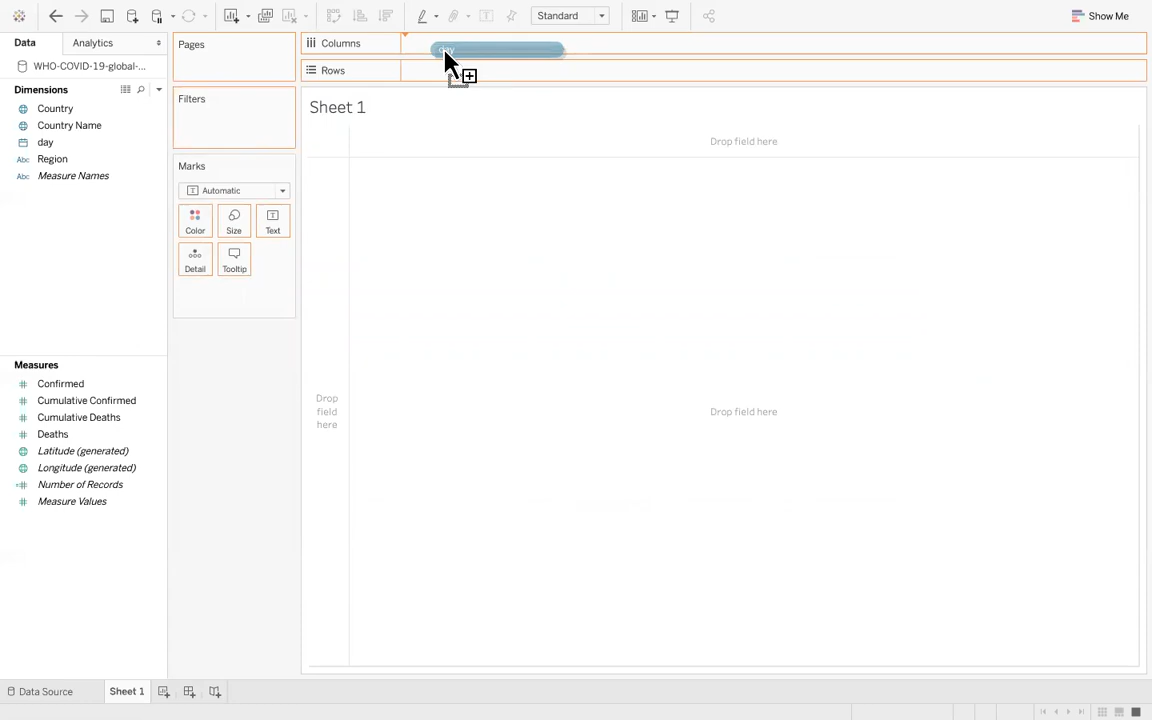 Standard
Show Me
Data
Analytics
WHO-COVID-19-global-...
Dimensions
Country
Country Name
day
Abc Region
Abc Measure Names
Measures
Confirmed
Cumulative Confirmed
Cumulative Deaths
Deaths
Latitude (generated)
Longitude (generated)
Number of Records
Measure Values
Pages
Filters
Marks
T Automatic
Color
Size
Text
Detail
Tooltip
Columns
day
Rows
Sheet 1
Drop field here
Drop
field
here
Drop field here
Data Source
Sheet 1